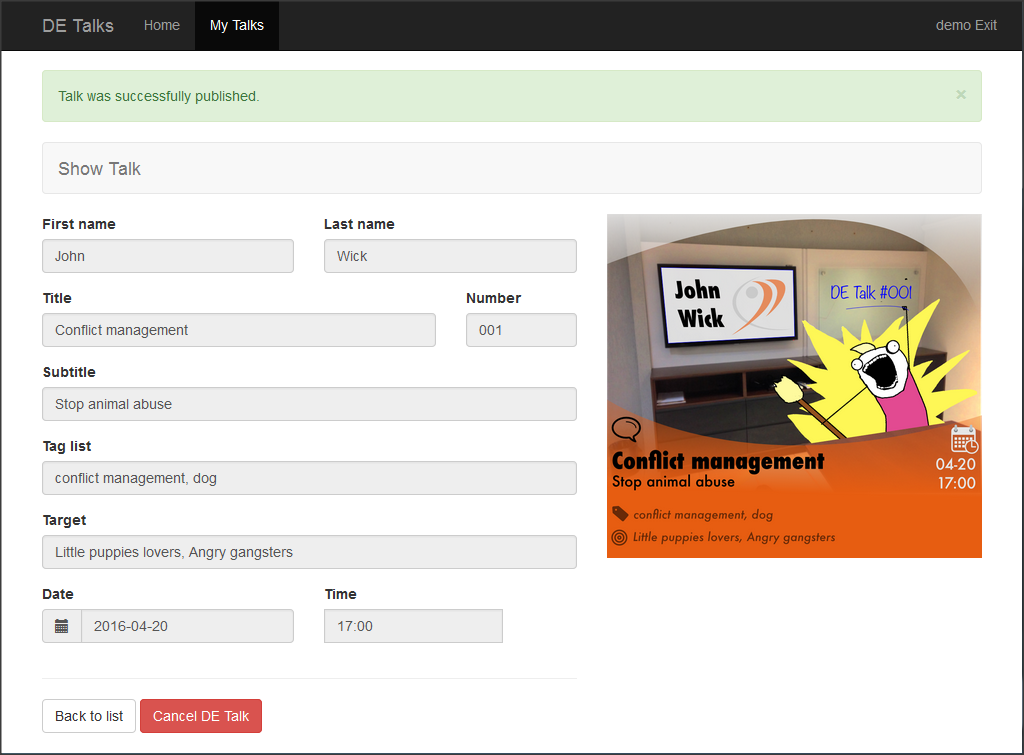 DE Talks Home My Talks demo Exit
Talk was successfully published. ×
Show Talk
First name Last name
John Wick
Title Number
Conflict management 001
Subtitle
Stop animal abuse
Tag list
conflict management, dog
Target
Little puppies lovers, Angry gangsters
Date Time
2016-04-20 17:00
Back to list Cancel DE Talk
John
Wick
DE Talk #001
Conflict management
Stop animal abuse
04-20
17:00
conflict management, dog
Little puppies lovers, Angry gangsters